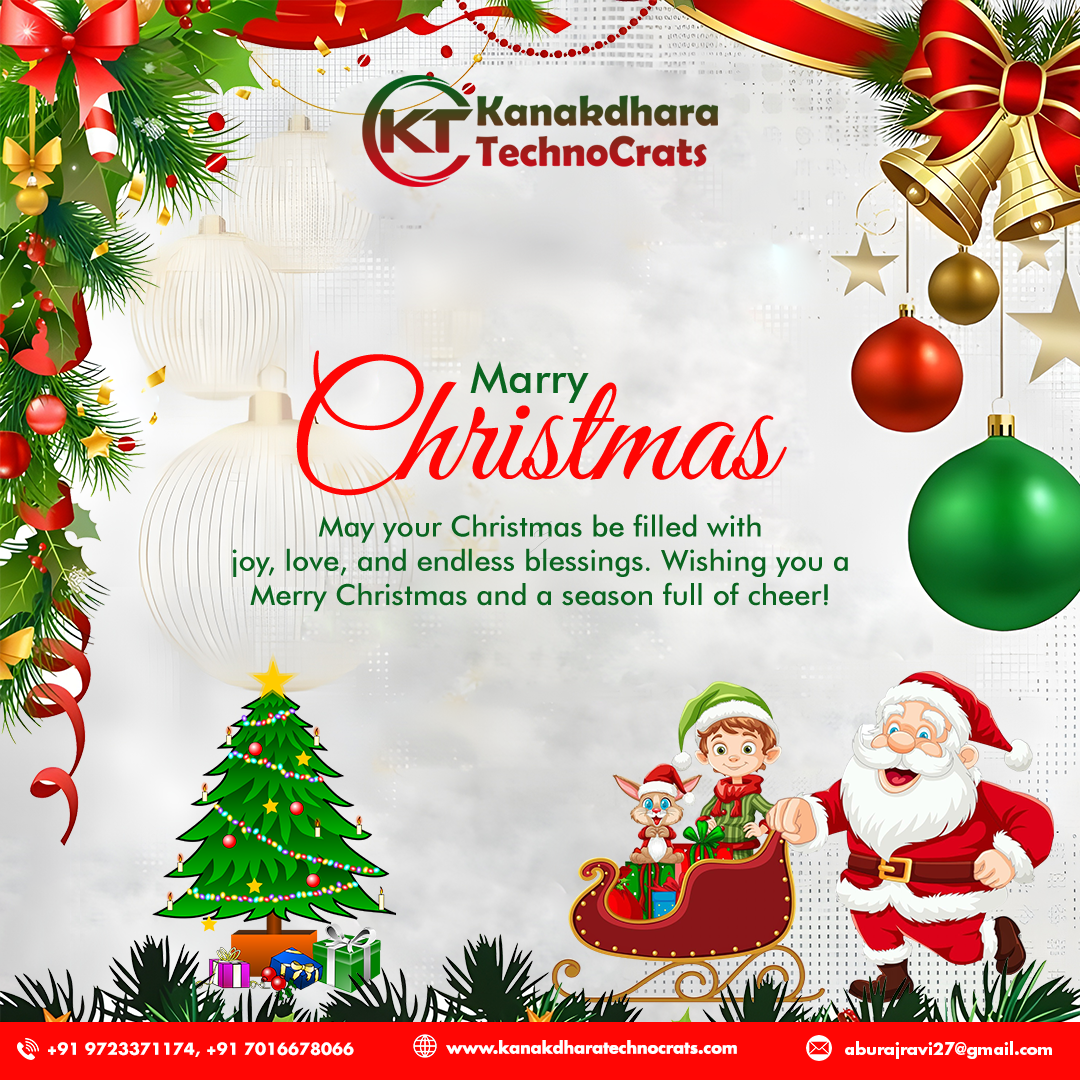 KT Kanakdhara
TechnoCrats
Marry
Christmas
May your Christmas be filled with
joy, love, and endless blessings. Wishing you a
Merry Christmas and a season full of cheer!
+91 9723371174, +91 7016678066 www.kanakdharatechnocrats.com aburajravi27@gmail.com